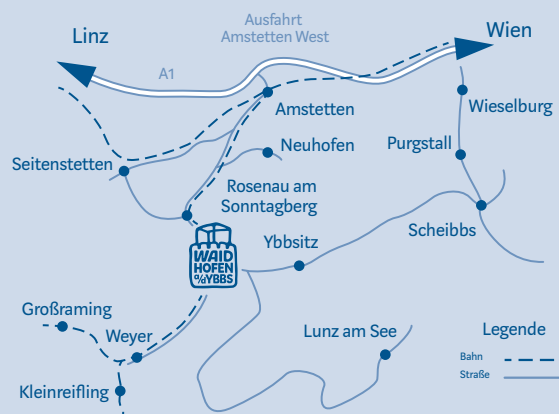 Ausfahrt
Amstetten West
Linz
Wien
A1
Amstetten
Wieselburg
Neuhofen
Purgstall
Seitenstetten
Rosenau am
Sonntagberg
Scheibbs
Ybbsitz
WAID
HOFEN
a/d YBBS
Großraming
Weyer
Lunz am See
Legende
Bahn
Straße
Kleinreifling